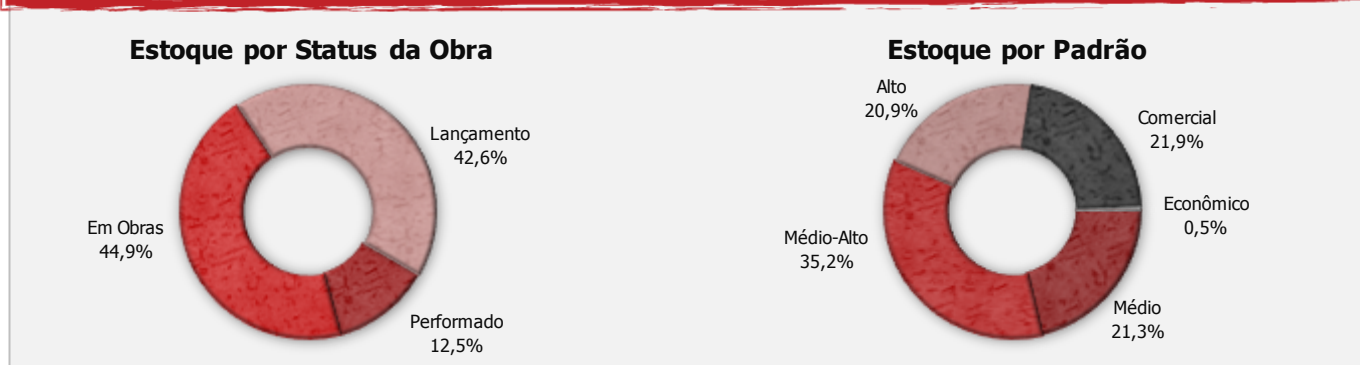 Estoque por Status da Obra
Lançamento
42,6%
Em Obras
44,9%
Performado
12,5%
Estoque por Padrão
Alto
20,9%
Comercial
21,9%
Econômico
0,5%
Médio-Alto
35,2%
Médio
21,3%